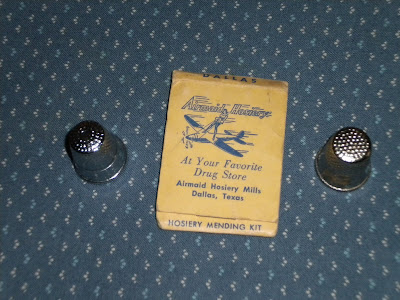 DALLAS
Airmaid Hosiery
At Your Favorite
Drug Store
Airmaid Hosiery Mills
Dallas, Texas
HOSIERY MENDING KIT